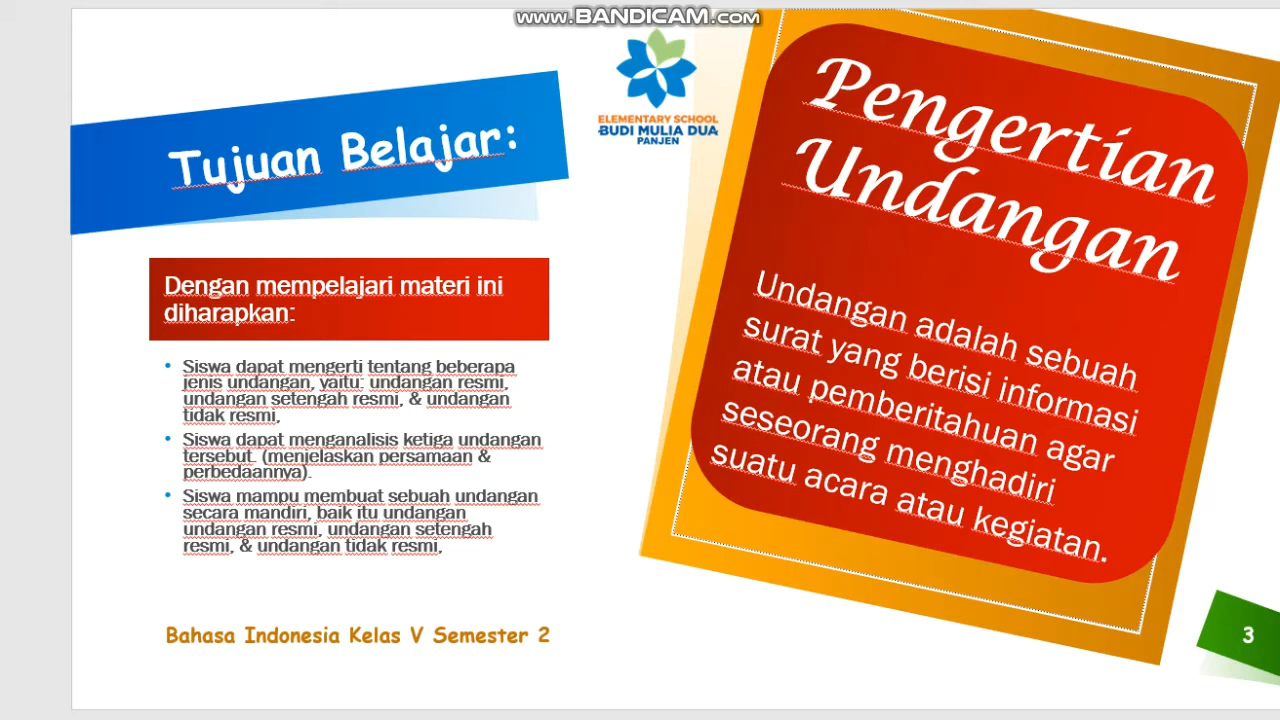 www.BANDICAM.com
ELEMENTARY SCHOOL
BUDI MULIA DUA
PANJEN
Tujuan Belajar:
Dengan mempelajari materi ini
diharapkan:
• Siswa dapat mengerti tentang beberapa
jenis undangan, yaitu: undangan resmi,
undangan setengah resmi, & undangan
tidak resmi,
• Siswa dapat menganalisis ketiga undangan
tersebut (menjelaskan persamaan &
perbedaannya).
• Siswa mampu membuat sebuah undangan
secara mandiri, baik itu undangan
undangan resmi, undangan setengah
resmi, & undangan tidak resmi,
Bahasa Indonesia Kelas V Semester 2
Pengertian
Undangan
Undangan adalah sebuah
surat yang berisi informasi
atau pemberitahuan agar
seseorang menghadiri
suatu acara atau kegiatan.
3